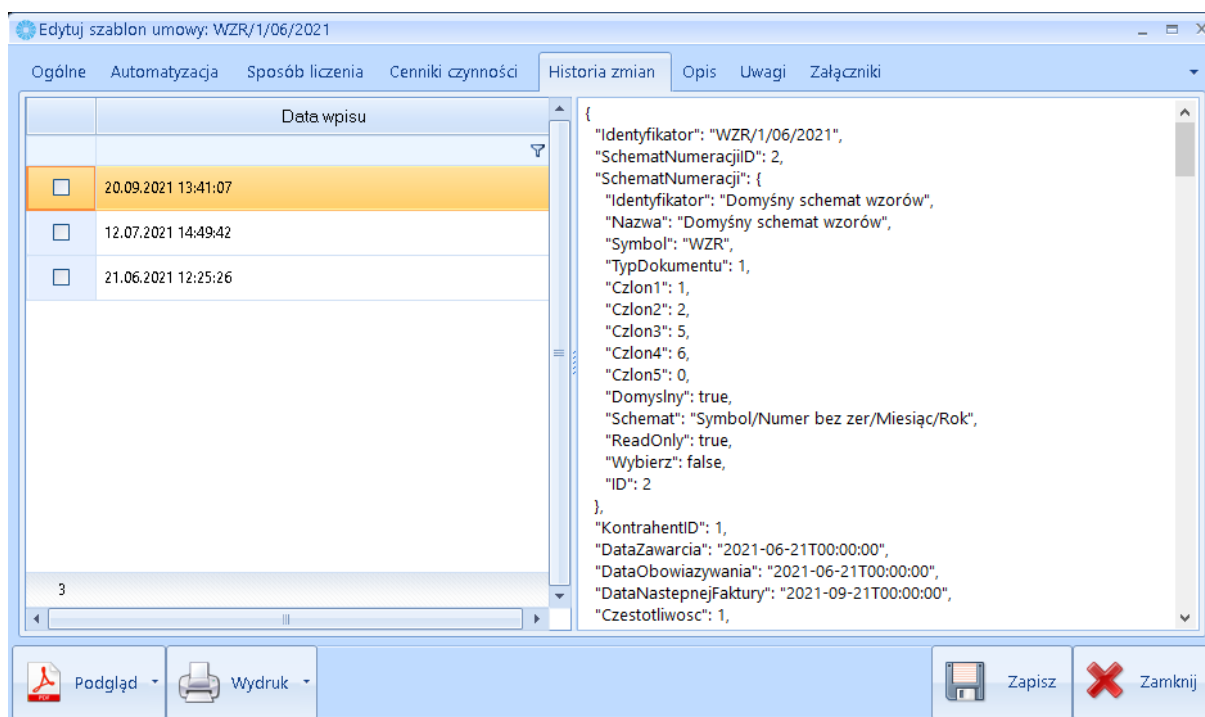 Edytuj szablon umowy: WZR/1/06/2021
Ogólne Automatyzacja Sposób liczenia Cenniki czynności Historia zmian Opis Uwagi Załączniki
Data wpisu
20.09.2021 13:41:07
12.07.2021 14:49:42
21.06.2021 12:25:26
3
{
"Identyfikator": "WZR/1/06/2021",
"SchematNumeracjiID": 2,
"SchematNumeracji": {
"Identyfikator": "Domyśny schemat wzorów",
"Nazwa": "Domyśny schemat wzorów",
"Symbol": "WZR",
"TypDokumentu": 1,
"Czlon1": 1,
"Czlon2": 2,
"Czlon3": 5,
"Czlon4": 6,
"Czlon5": 0,
"Domyslny": true,
"Schemat": "Symbol/Numer bez zer/Miesiąc/Rok",
"ReadOnly": true,
"Wybierz": false,
"ID": 2
},
"KontrahentID": 1,
"DataZawarcia": "2021-06-21T00:00:00",
"DataObowiazywania": "2021-06-21T00:00:00",
"DataNastepnejFaktury": "2021-09-21T00:00:00",
"Czestotliwosc": 1,
PDF Podgląd Wydruk Zapisz Zamknij